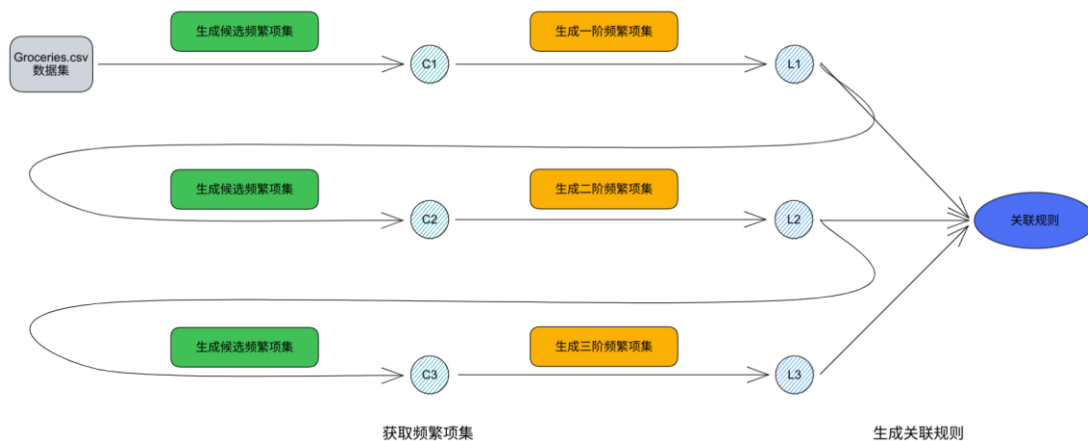 生成候选频繁项集
生成一阶频繁项集
Groceries.csv
数据集
C1
L1
生成候选频繁项集
生成二阶频繁项集
C2
L2
关联规则
生成候选频繁项集
生成三阶频繁项集
C3
L3
获取频繁项集
生成关联规则